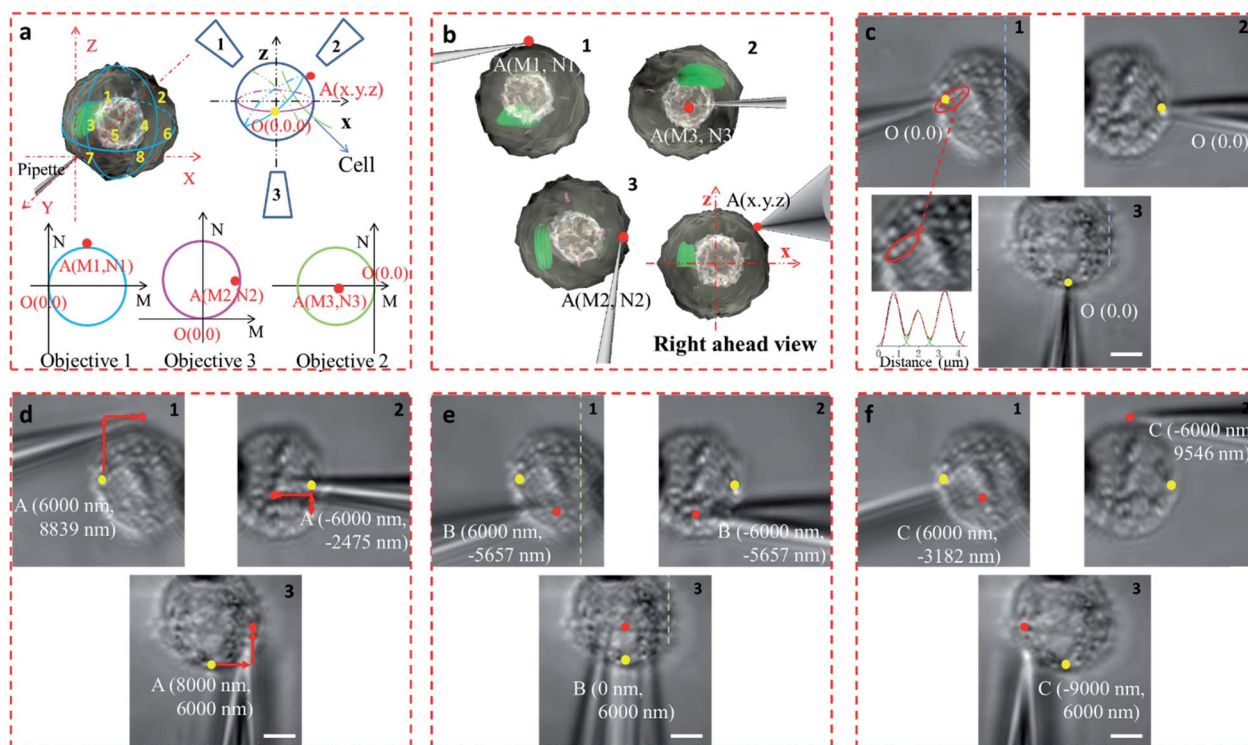 a
Z
1
2
3
4
5
6
7
8
Pipette
Y
X
1
2
z
A(x.y.z)
O(0.0.0)
x
Cell
3
N
A(M1,N1)
O(0.0)
M
Objective 1
N
A(M2,N2)
O(0.0)
M
Objective 3
N
O(0.0)
M
A(M3,N3)
Objective 2
b
1
A(M1, N1)
2
A(M3, N3)
3
A(M2, N2)
A(x.y.z)
z
x
Right ahead view
c
1
O (0.0)
2
O (0.0)
3
O (0.0)
0 1 2 3 4
Distance (μm)
d
1
A (6000 nm,
8839 nm)
2
A (-6000 nm,
-2475 nm)
3
A (8000 nm,
6000 nm)
e
1
B (6000 nm,
-5657 nm)
2
B (-6000 nm,
-5657 nm)
3
B (0 nm,
6000 nm)
f
1
C (6000 nm,
-3182 nm)
2
C (-6000 nm,
9546 nm)
3
C (-9000 nm,
6000 nm)